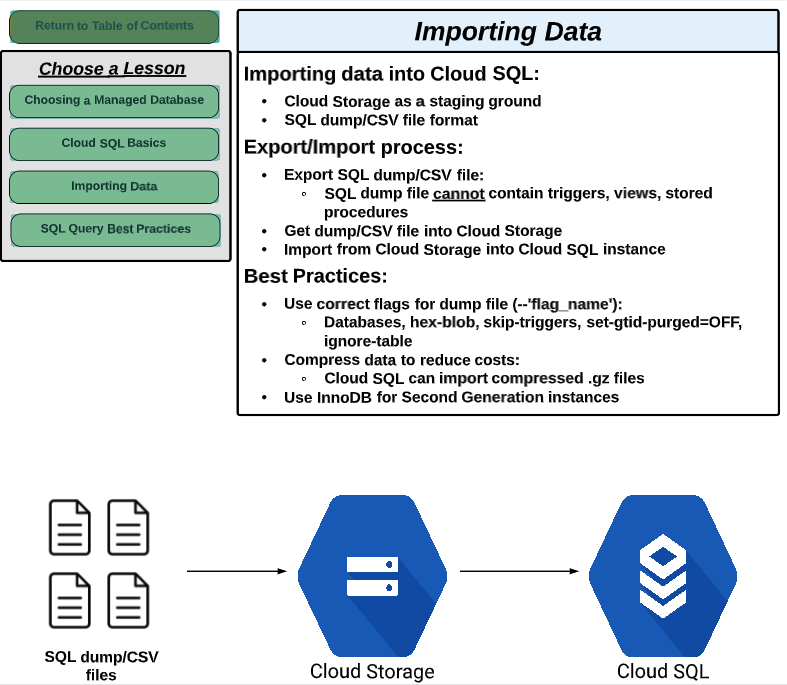 Return to Table of Contents
Choose a Lesson
Choosing a Managed Database
Cloud SQL Basics
Importing Data
SQL Query Best Practices
Importing Data
Importing data into Cloud SQL:
• Cloud Storage as a staging ground
• SQL dump/CSV file format
Export/Import process:
• Export SQL dump/CSV file:
◦ SQL dump file cannot contain triggers, views, stored
procedures
• Get dump/CSV file into Cloud Storage
• Import from Cloud Storage into Cloud SQL instance
Best Practices:
• Use correct flags for dump file (--'flag_name'):
◦ Databases, hex-blob, skip-triggers, set-gtid-purged=OFF,
ignore-table
• Compress data to reduce costs:
◦ Cloud SQL can import compressed .gz files
• Use InnoDB for Second Generation instances
SQL dump/CSV
files
Cloud Storage
Cloud SQL